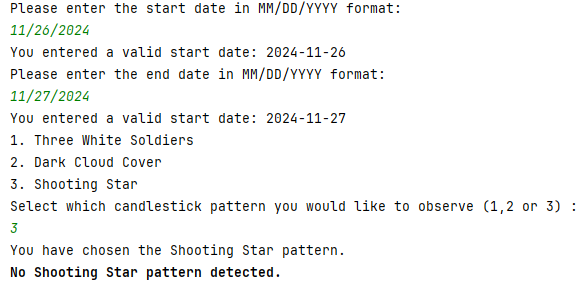 Please enter the start date in MM/DD/YYYY format:
11/26/2024
You entered a valid start date: 2024-11-26
Please enter the end date in MM/DD/YYYY format:
11/27/2024
You entered a valid start date: 2024-11-27
1. Three White Soldiers
2. Dark Cloud Cover
3. Shooting Star
Select which candlestick pattern you would like to observe (1,2 or 3) :
3
You have chosen the Shooting Star pattern.
No Shooting Star pattern detected.